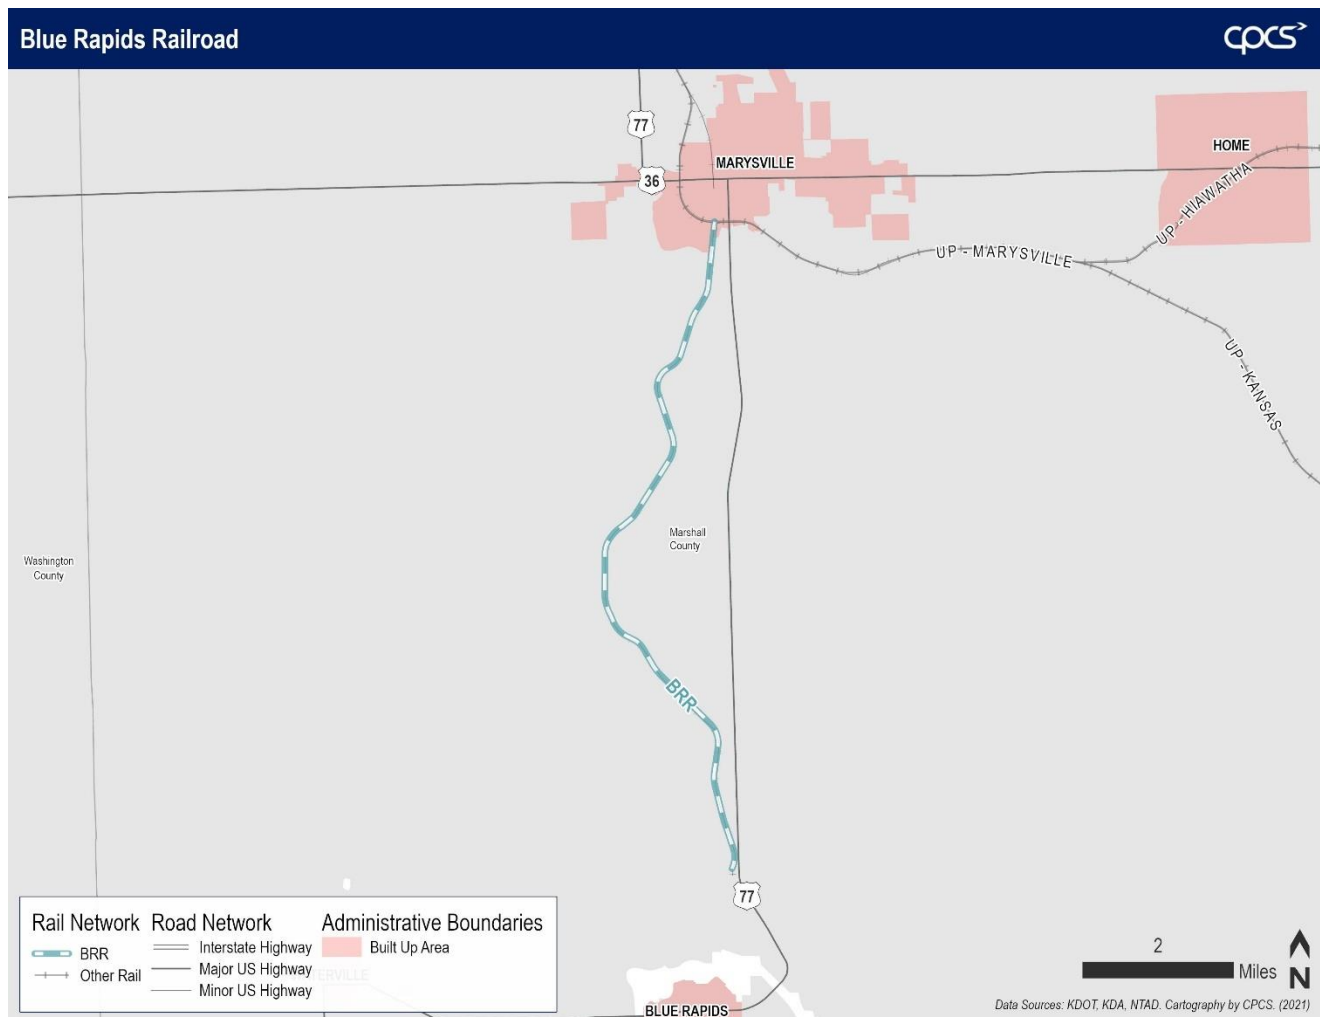 Blue Rapids Railroad
cpcs
77
MARYSVILLE
HOME
36
UP - HIAWATHA
UP - MARYSVILLE
UP - KANSAS
Marshall
County
Washington
County
BRR
77
Rail Network
BRR
Other Rail
Road Network
Interstate Highway
Major US Highway
Minor US Highway
Administrative Boundaries
Built Up Area
BLUE RAPIDS
2
Miles
N
Data Sources: KDOT, KDA, NTAD. Cartography by CPCS. (2021)